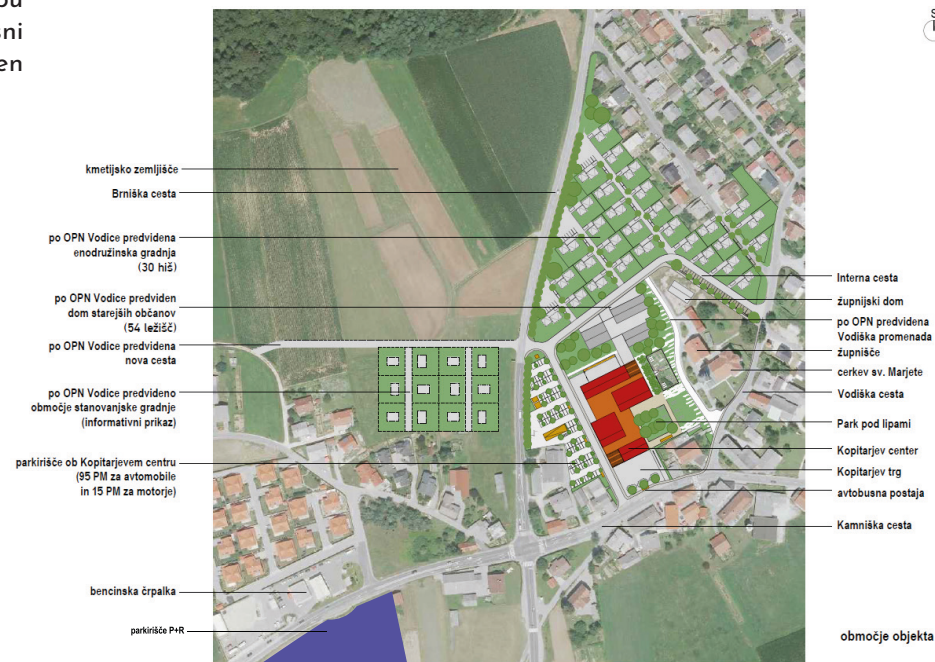 sni
en
S
kmetijsko zemljišče
Brniška cesta
po OPN Vodice predvidena
enodružinska gradnja
(30 hiš)
po OPN Vodice predviden
dom starejših občanov
(54 ležišč)
po OPN Vodice predvidena
nova cesta
po OPN Vodice predvideno
območje stanovanjske gradnje
(informativni prikaz)
parkirišče ob Kopitarjevem centru
(95 PM za avtomobile
in 15 PM za motorje)
bencinska črpalka
parkirišče P+R
Interna cesta
župnijski dom
po OPN predvidena
Vodiška promenada
župnišče
cerkev sv. Marjete
Vodiška cesta
Park pod lipami
Kopitarjev center
Kopitarjev trg
avtobusna postaja
Kamniška cesta
območje objekta